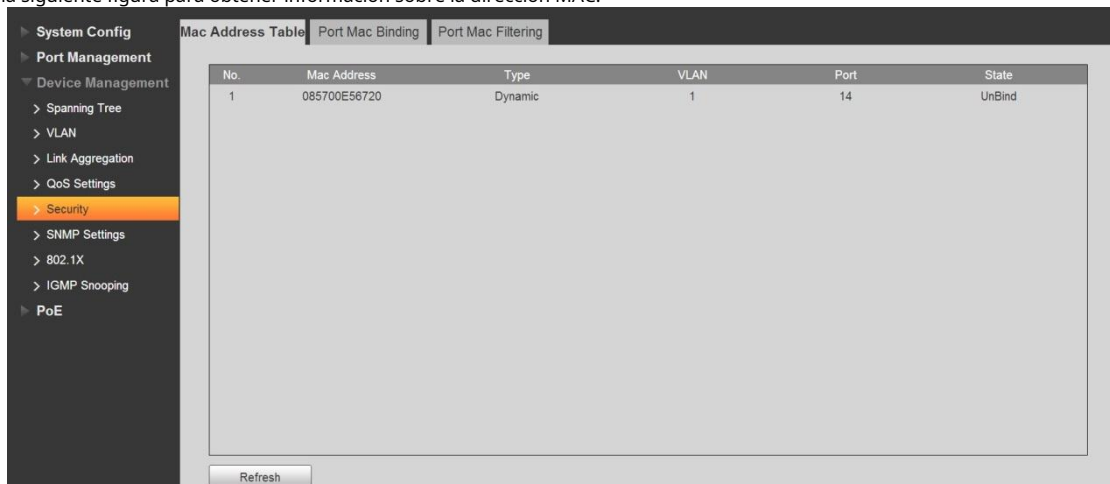 la siguiente figura para obtener información sobre la dirección MAC.
System Config
Port Management
Device Management
Spanning Tree
VLAN
Link Aggregation
QoS Settings
Security
SNMP Settings
802.1X
IGMP Snooping
PoE
Mac Address Table Port Mac Binding Port Mac Filtering
No. Mac Address Type VLAN Port State
1 085700E56720 Dynamic 1 14 UnBind
Refresh